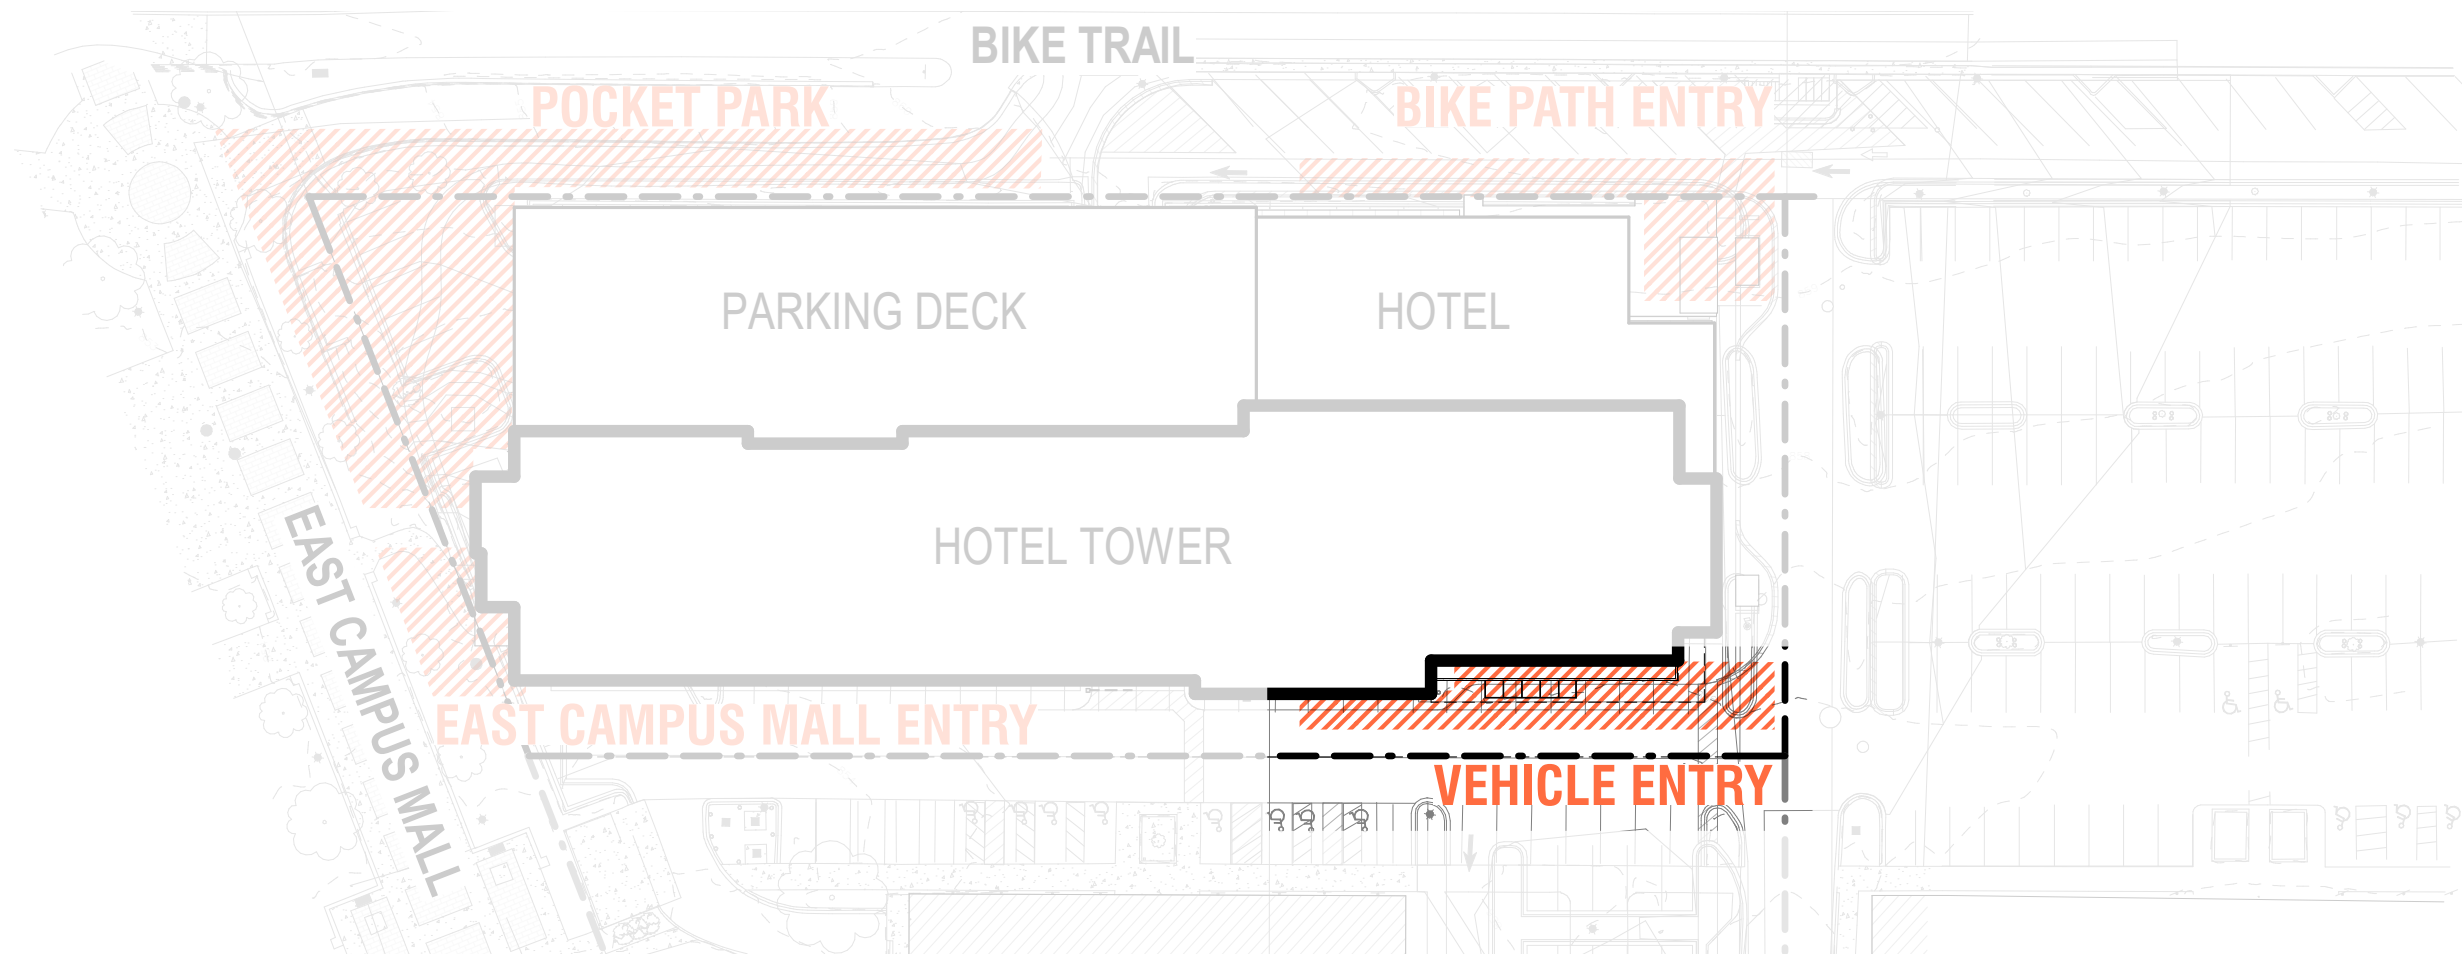 BIKE TRAIL
POCKET PARK
BIKE PATH ENTRY
PARKING DECK
HOTEL
HOTEL TOWER
EAST CAMPUS MALL
EAST CAMPUS MALL ENTRY
VEHICLE ENTRY